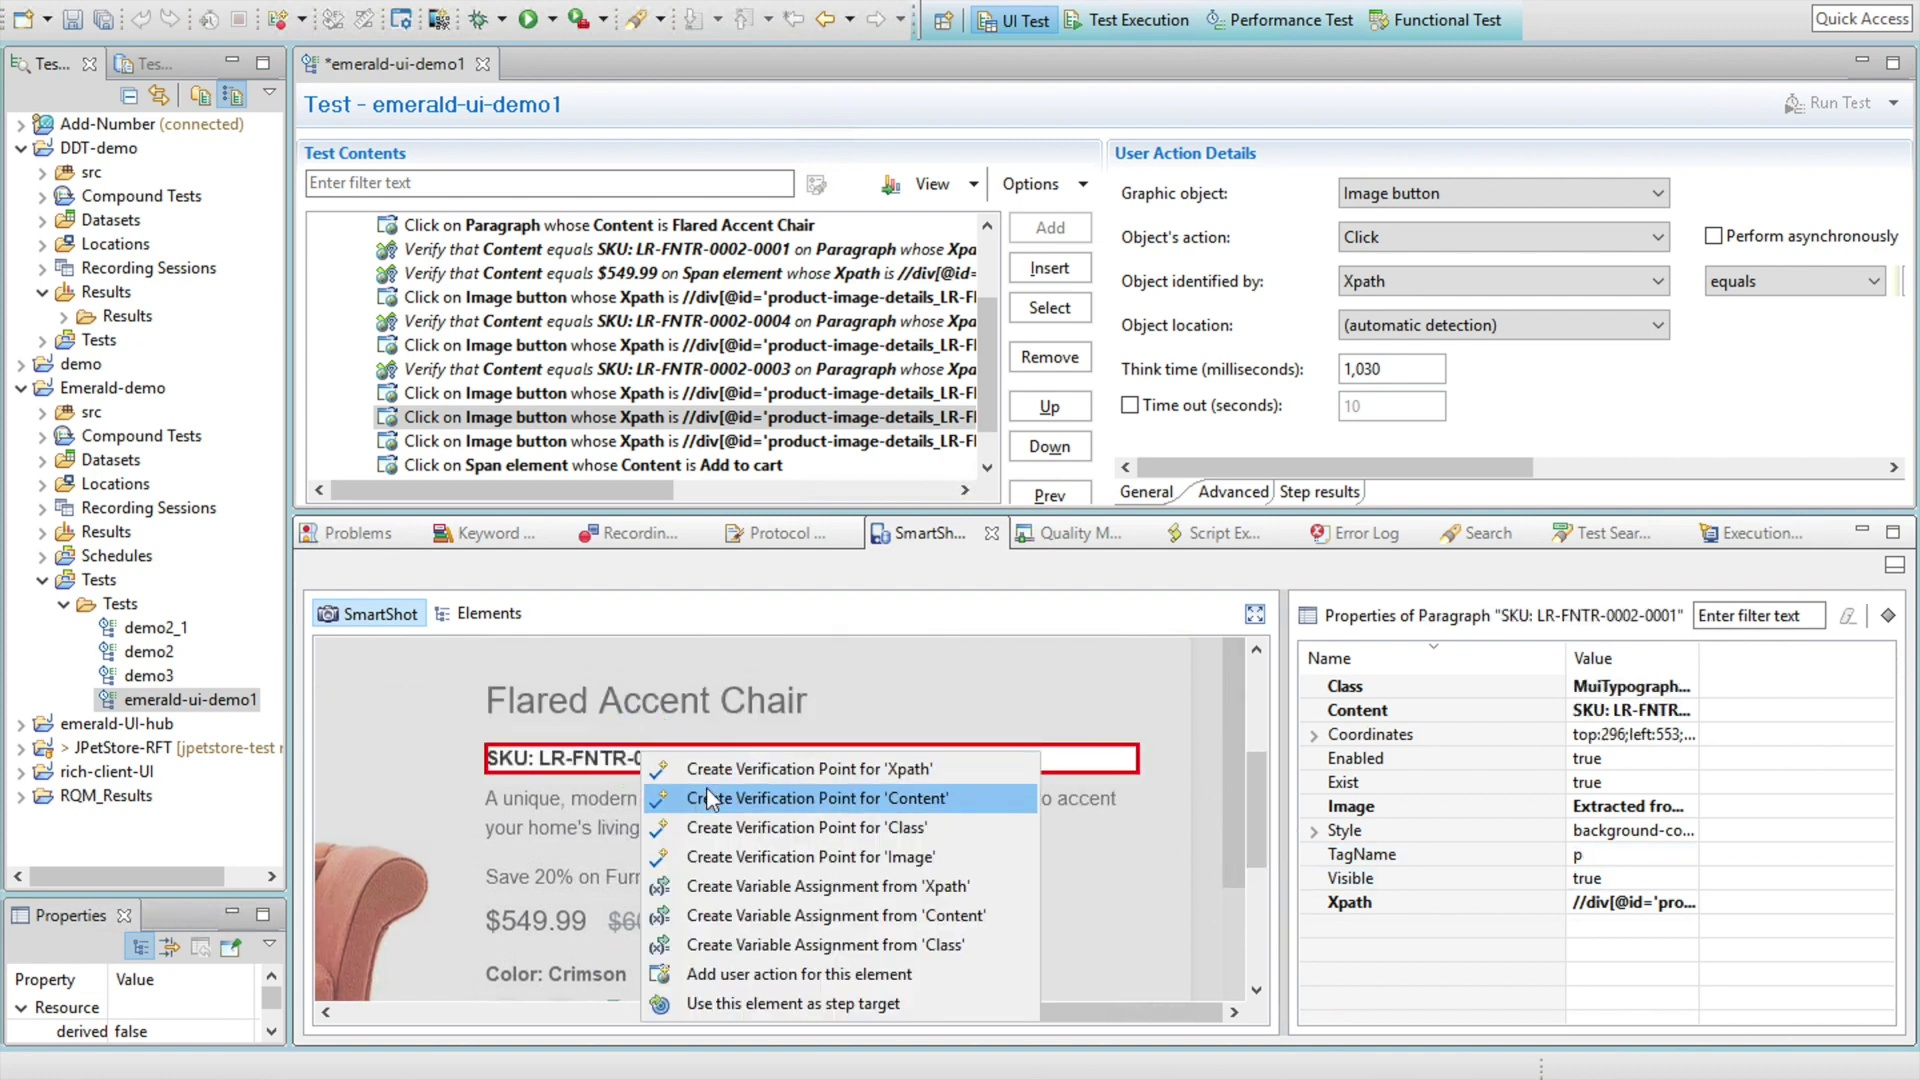 UI Test
Test Execution
Performance Test
Functional Test
Quick Access
Tes...
Tes...
*emerald-ui-demo1
Test - emerald-ui-demo1
Run Test
Add-Number (connected)
DDT-demo
src
Compound Tests
Datasets
Locations
Recording Sessions
Results
Results
Tests
demo
Emerald-demo
src
Compound Tests
Datasets
Locations
Recording Sessions
Results
Schedules
Tests
Tests
demo2_1
demo2
demo3
emerald-ui-demo1
emerald-UI-hub
> JPetStore-RFT [jpetstore-test r
rich-client-UI
RQM_Results
Test Contents
Enter filter text
View
Options
Click on Paragraph whose Content is Flared Accent Chair
Verify that Content equals SKU: LR-FNTR-0002-0001 on Paragraph whose Xpa
Verify that Content equals $549.99 on Span element whose Xpath is //div[@id=
Click on Image button whose Xpath is //div[@id='product-image-details_LR-F
Verify that Content equals SKU: LR-FNTR-0002-0004 on Paragraph whose Xpa
Click on Image button whose Xpath is //div[@id='product-image-details_LR-F
Verify that Content equals SKU: LR-FNTR-0002-0003 on Paragraph whose Xpa
Click on Image button whose Xpath is //div[@id='product-image-details_LR-F
Click on Image button whose Xpath is //div[@id='product-image-details_LR-F
Click on Image button whose Xpath is //div[@id='product-image-details_LR-F
Click on Span element whose Content is Add to cart
Add
Insert
Select
Remove
Up
Down
Prev
User Action Details
Graphic object:
Image button
Object's action:
Click
Perform asynchronously
Object identified by:
Xpath
equals
Object location:
(automatic detection)
Think time (milliseconds):
1,030
Time out (seconds):
10
General
Advanced
Step results
Problems
Keyword ...
Recordin...
Protocol ...
SmartSh...
Quality M...
Script Ex...
Error Log
Search
Test Sear...
Execution...
SmartShot
Elements
Flared Accent Chair
SKU: LR-FNTR-0
A unique, modern
o accent
your home's living
Save 20% on Furr
$549.99
$6
Color: Crimson
Create Verification Point for 'Xpath'
Create Verification Point for 'Content'
Create Verification Point for 'Class'
Create Verification Point for 'Image'
Create Variable Assignment from 'Xpath'
Create Variable Assignment from 'Content'
Create Variable Assignment from 'Class'
Add user action for this element
Use this element as step target
Properties of Paragraph "SKU: LR-FNTR-0002-0001"
Enter filter text
Name
Value
Class
MuiTypograph...
Content
SKU: LR-FNTR...
Coordinates
top:296;left:553;...
Enabled
true
Exist
true
Image
Extracted fro...
Style
background-co...
TagName
p
Visible
true
Xpath
//div[@id='pro...
Properties
Property
Value
Resource
derived
false